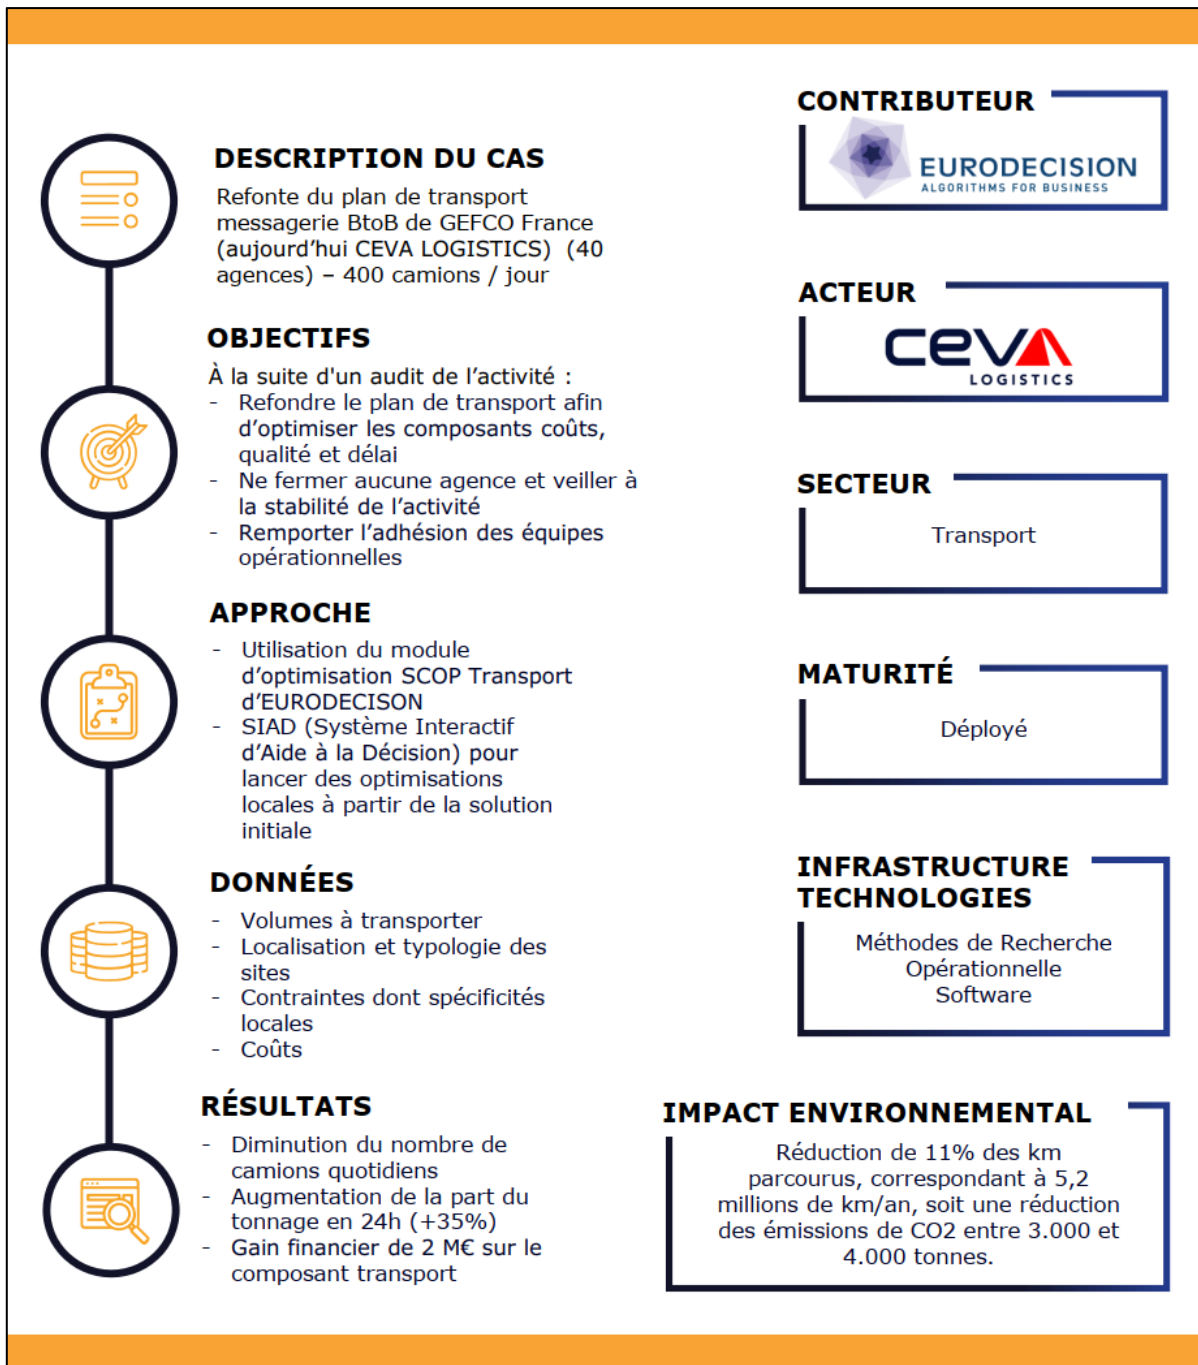 DESCRIPTION DU CAS
Refonte du plan de transport
messagerie BtoB de GEFCO France
(aujourd’hui CEVA LOGISTICS) (40
agences) – 400 camions / jour
OBJECTIFS
À la suite d'un audit de l’activité :
- Refondre le plan de transport afin
d’optimiser les composants coûts,
qualité et délai
- Ne fermer aucune agence et veiller à
la stabilité de l’activité
- Remporter l’adhésion des équipes
opérationnelles
APPROCHE
- Utilisation du module
d’optimisation SCOP Transport
d’EURODECISON
- SIAD (Système Interactif
d’Aide à la Décision) pour
lancer des optimisations
locales à partir de la solution
initiale
DONNÉES
- Volumes à transporter
- Localisation et typologie des
sites
- Contraintes dont spécificités
locales
- Coûts
RÉSULTATS
- Diminution du nombre de
camions quotidiens
- Augmentation de la part du
tonnage en 24h (+35%)
- Gain financier de 2 M€ sur le
composant transport
CONTRIBUTEUR
EURODECISION
ALGORITHMS FOR BUSINESS
ACTEUR
CEVA
LOGISTICS
SECTEUR
Transport
MATURITÉ
Déployé
INFRASTRUCTURE
TECHNOLOGIES
Méthodes de Recherche
Opérationnelle
Software
IMPACT ENVIRONNEMENTAL
Réduction de 11% des km
parcourus, correspondant à 5,2
millions de km/an, soit une réduction
des émissions de CO2 entre 3.000 et
4.000 tonnes.